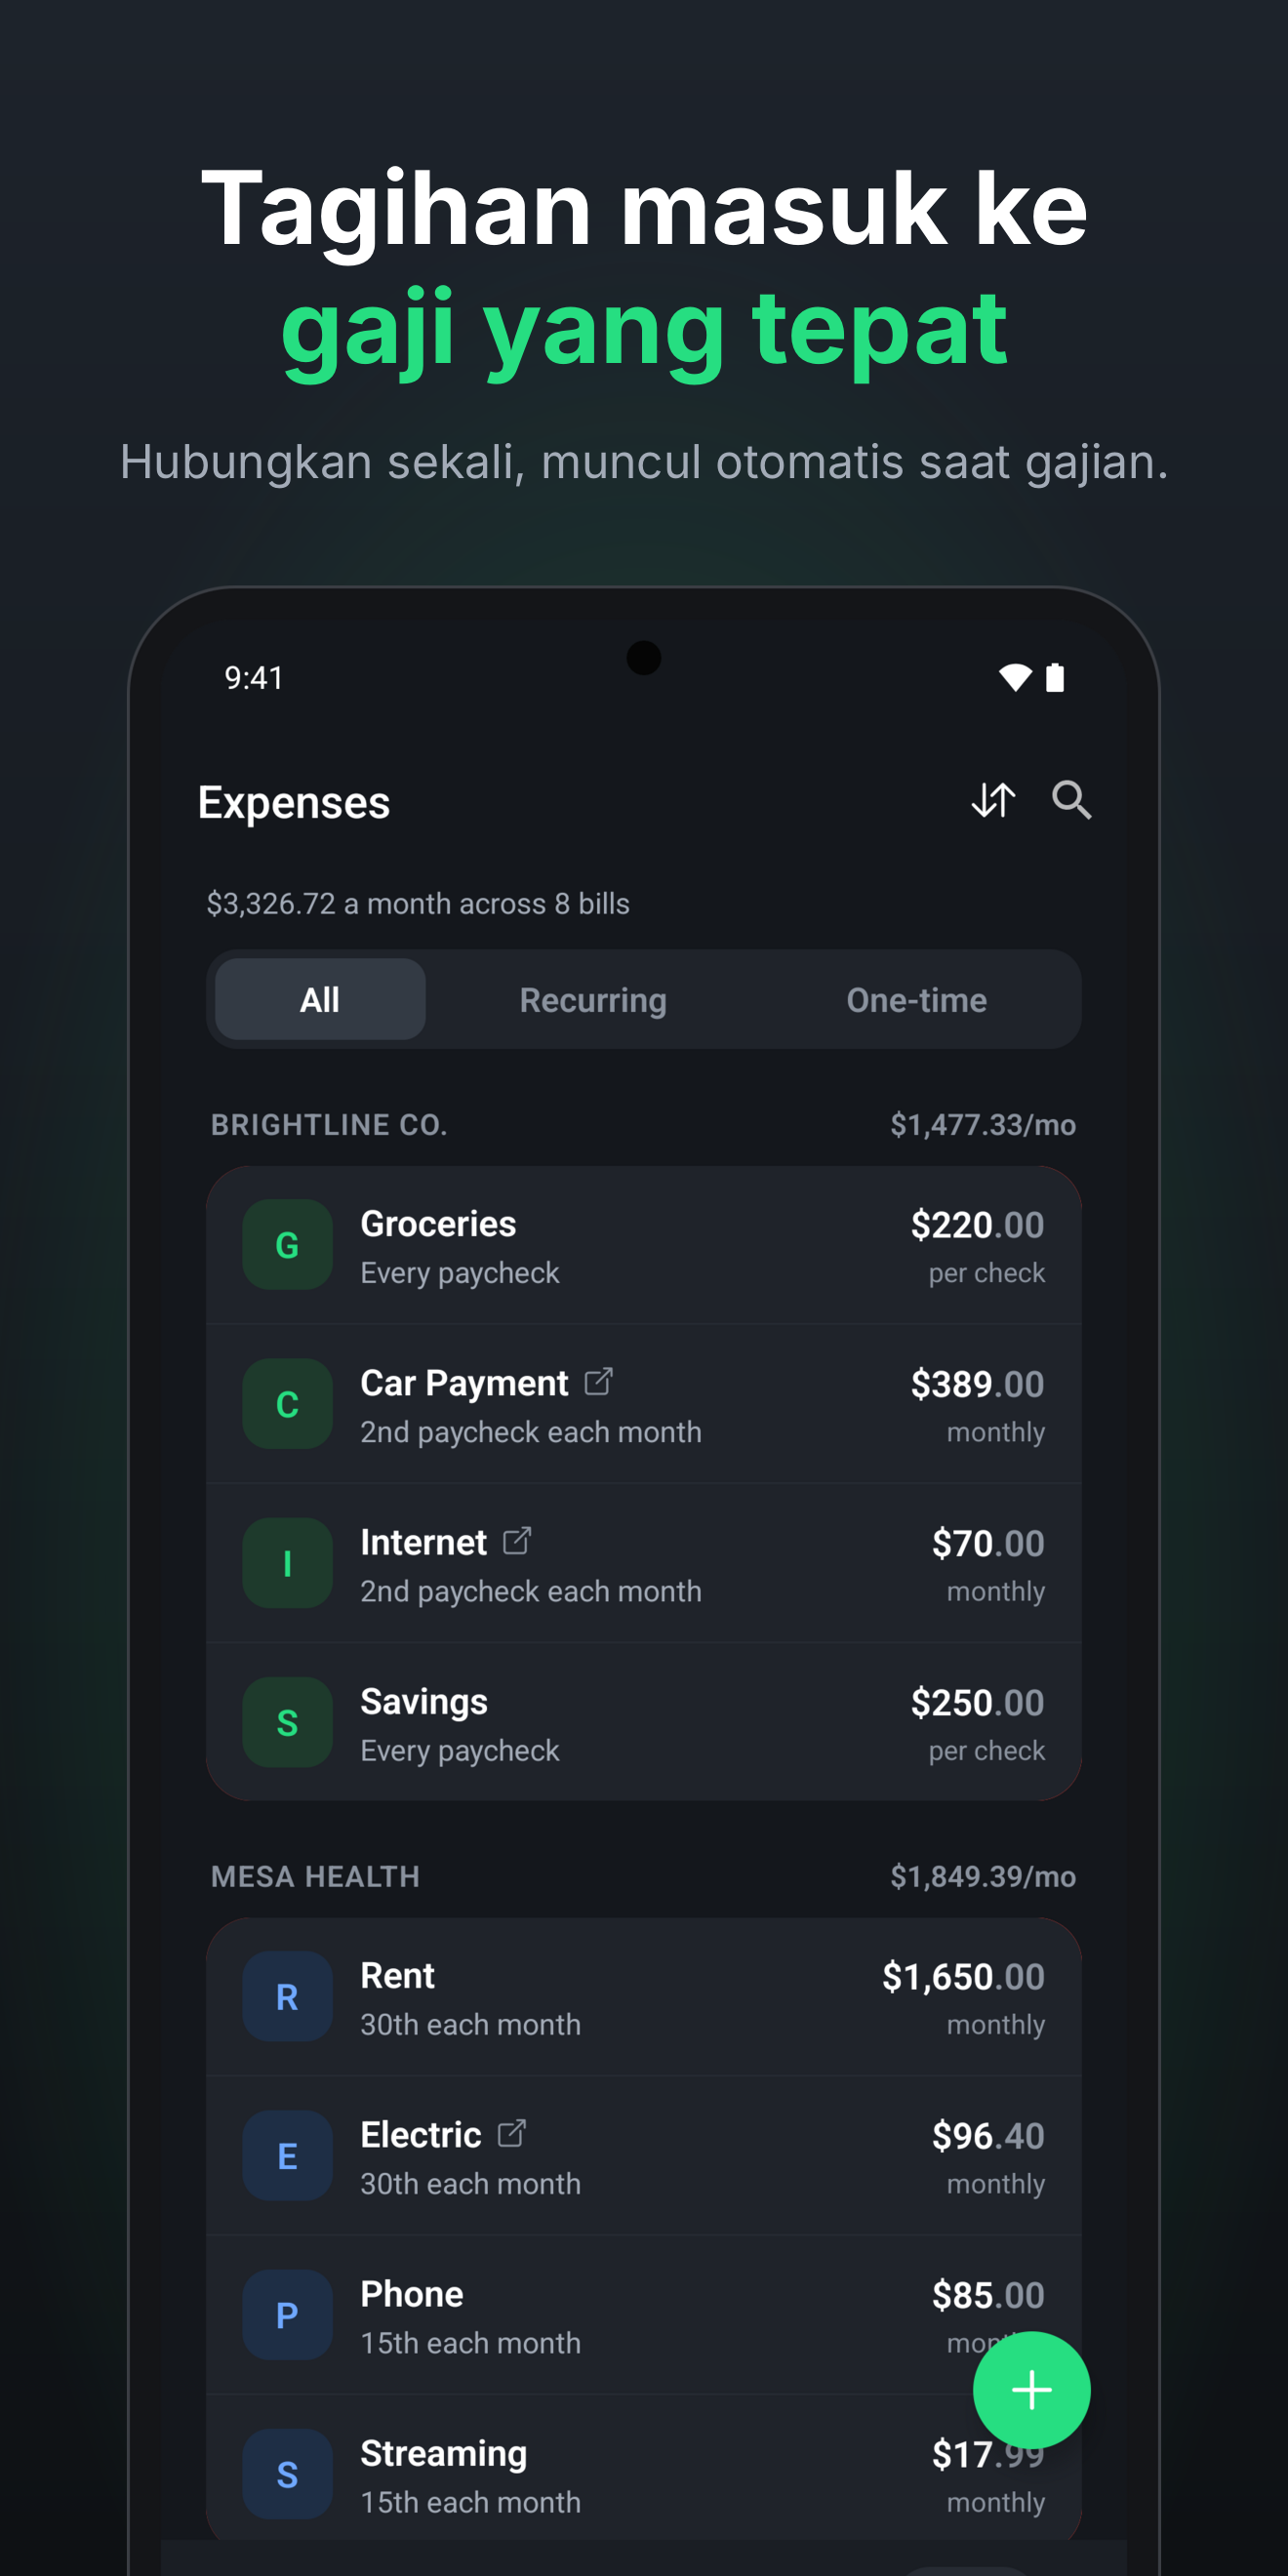 Tagihan masuk ke
gaji yang tepat
Hubungkan sekali, muncul otomatis saat gajian.
9:41
Expenses
$3,326.72 a month across 8 bills
All Recurring One-time
BRIGHTLINE CO. $1,477.33/mo
G Groceries $220.00
Every paycheck per check
C Car Payment $389.00
2nd paycheck each month monthly
I Internet $70.00
2nd paycheck each month monthly
S Savings $250.00
Every paycheck per check
MESA HEALTH $1,849.39/mo
R Rent $1,650.00
30th each month monthly
E Electric $96.40
30th each month monthly
P Phone $85.00
15th each month
S Streaming $17.99
15th each month monthly